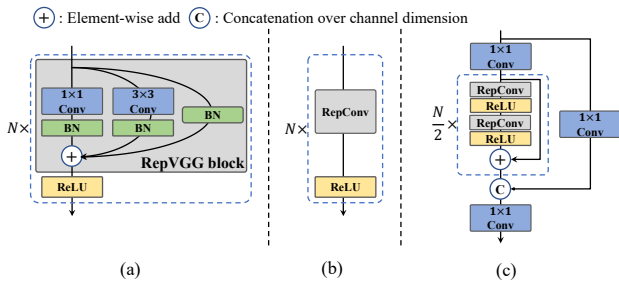 + : Element-wise add C : Concatenation over channel dimension
N×
1×1
Conv
BN
3×3
Conv
BN
BN
+
RepVGG block
ReLU
(a)
N×
RepConv
ReLU
(b)
1×1
Conv
N/2 ×
RepConv
ReLU
RepConv
ReLU
+
1×1
Conv
C
1×1
Conv
(c)